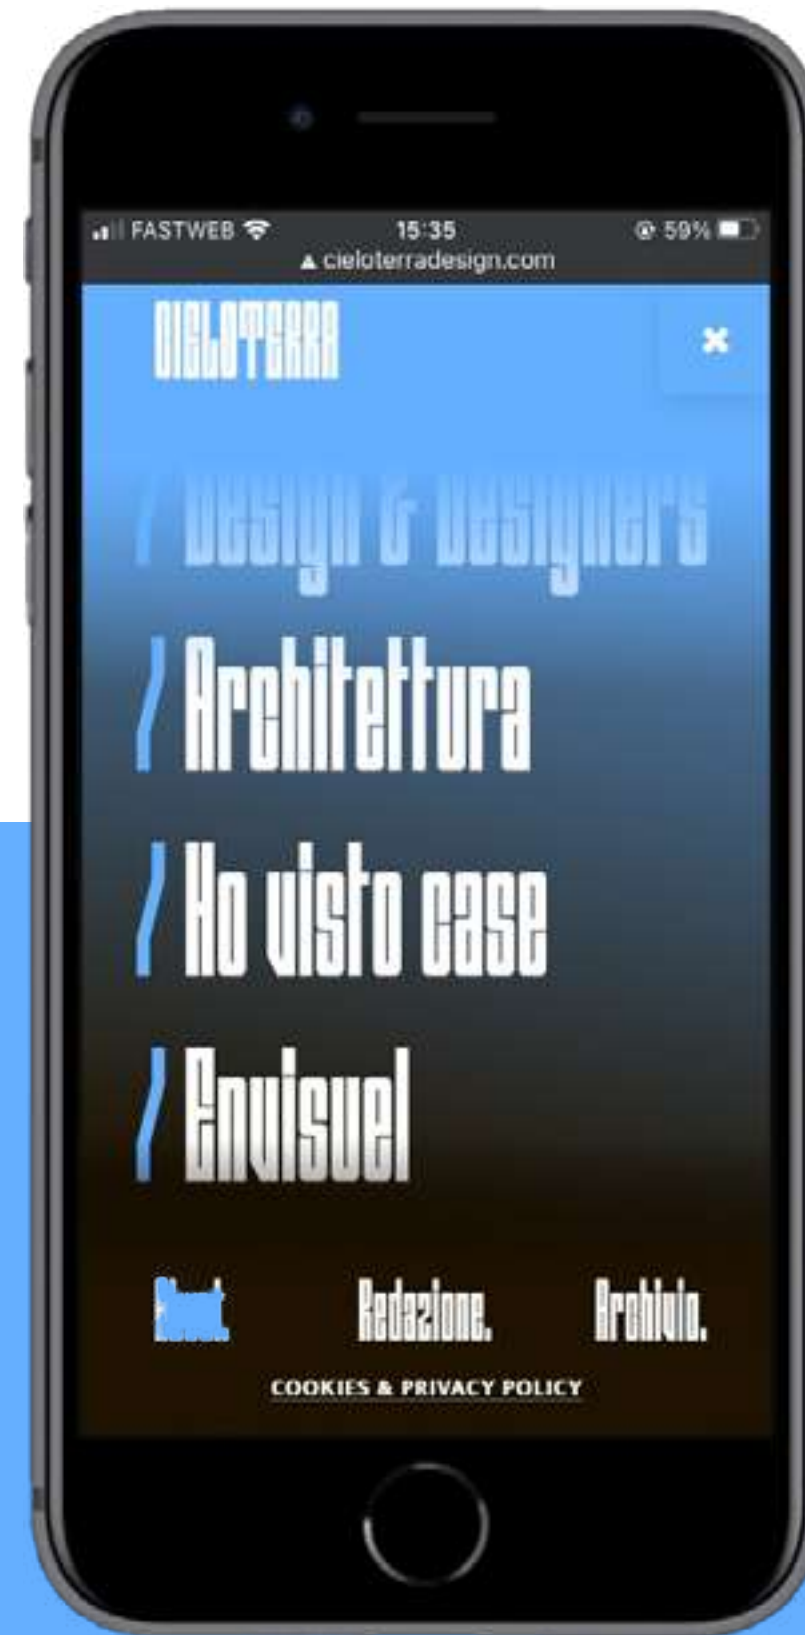 FASTWEB 15:35 59%
cieloterradesign.com
CIELOTERRA
/ Design & Designers
/ Architettura
/ Ho visto case
/ Envisuel
Redazione. Archivio.
COOKIES & PRIVACY POLICY